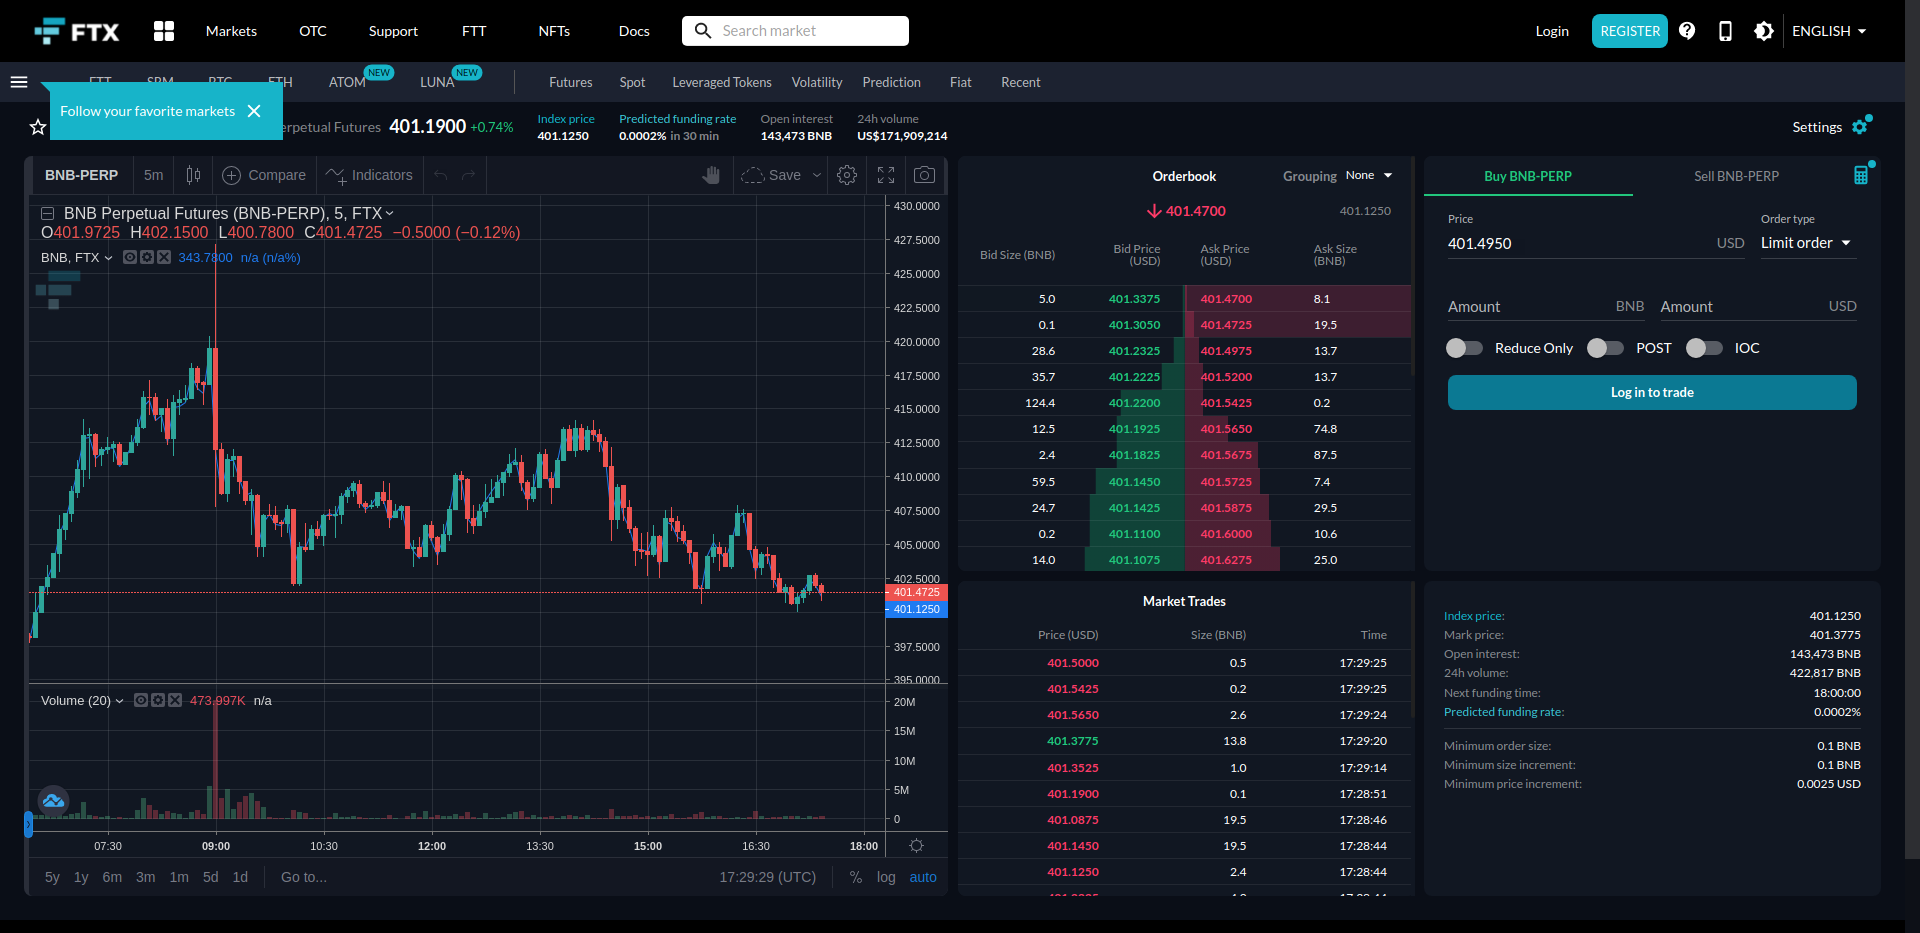 FTX
Markets
OTC
Support
FTT
NFTs
Docs
Search market
Login
REGISTER
ENGLISH
ATOM NEW
LUNA NEW
Futures
Spot
Leveraged Tokens
Volatility
Prediction
Fiat
Recent
Follow your favorite markets
Perpetual Futures 401.1900 +0.74%
Index price
401.1250
Predicted funding rate
0.0002% in 30 min
Open interest
143,473 BNB
24h volume
US$171,909,214
Settings
BNB-PERP
5m
Compare
Indicators
Save
BNB Perpetual Futures (BNB-PERP), 5, FTX
O401.9725 H402.1500 L400.7800 C401.4725 −0.5000 (−0.12%)
BNB, FTX 343.7800 n/a (n/a%)
430.0000
427.5000
425.0000
422.5000
420.0000
417.5000
415.0000
412.5000
410.0000
407.5000
405.0000
402.5000
401.4725
401.1250
397.5000
395.0000
Volume (20) 473.997K n/a
20M
15M
10M
5M
0
07:30 09:00 10:30 12:00 13:30 15:00 16:30 18:00
5y 1y 6m 3m 1m 5d 1d Go to...
17:29:29 (UTC) % log auto
Orderbook
Grouping None
401.4700
401.1250
Bid Size (BNB) Bid Price (USD) Ask Price (USD) Ask Size (BNB)
5.0 401.3375 401.4700 8.1
0.1 401.3050 401.4725 19.5
28.6 401.2325 401.4975 13.7
35.7 401.2225 401.5200 13.7
124.4 401.2200 401.5425 0.2
12.5 401.1925 401.5650 74.8
2.4 401.1825 401.5675 87.5
59.5 401.1450 401.5725 7.4
24.7 401.1425 401.5875 29.5
0.2 401.1100 401.6000 10.6
14.0 401.1075 401.6275 25.0
Market Trades
Price (USD) Size (BNB) Time
401.5000 0.5 17:29:25
401.5425 0.2 17:29:25
401.5650 2.6 17:29:24
401.3775 13.8 17:29:20
401.3525 1.0 17:29:14
401.1900 0.1 17:28:51
401.0875 19.5 17:28:46
401.1450 19.5 17:28:44
401.1250 2.4 17:28:44
Buy BNB-PERP
Sell BNB-PERP
Price
401.4950 USD
Order type
Limit order
Amount BNB
Amount USD
Reduce Only
POST
IOC
Log in to trade
Index price: 401.1250
Mark price: 401.3775
Open interest: 143,473 BNB
24h volume: 422,817 BNB
Next funding time: 18:00:00
Predicted funding rate: 0.0002%
Minimum order size: 0.1 BNB
Minimum size increment: 0.1 BNB
Minimum price increment: 0.0025 USD